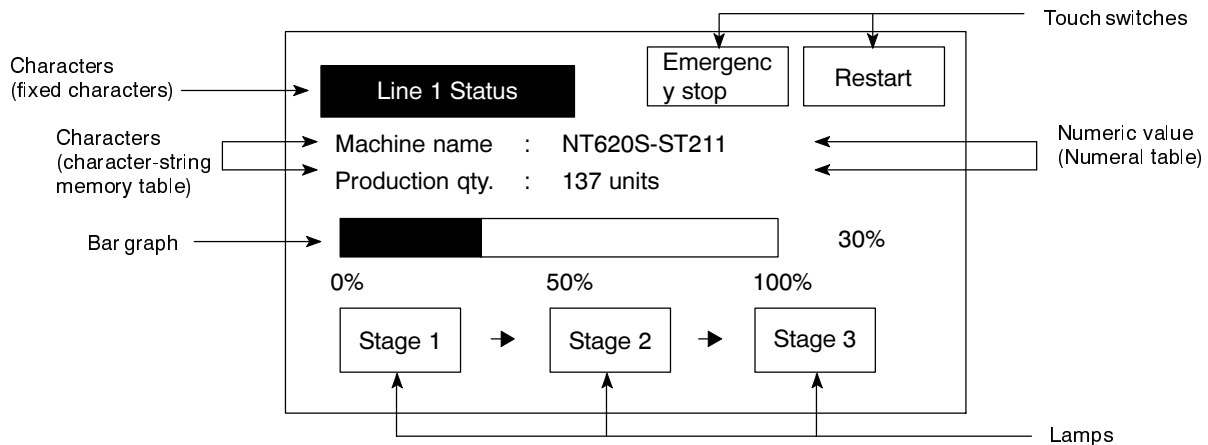 Touch switches
Characters
(fixed characters)
Line 1 Status
Emergenc
y stop
Restart
Characters
(character-string
memory table)
Machine name : NT620S-ST211
Production qty. : 137 units
Numeric value
(Numeral table)
Bar graph
30%
0% 50% 100%
Stage 1 Stage 2 Stage 3
Lamps